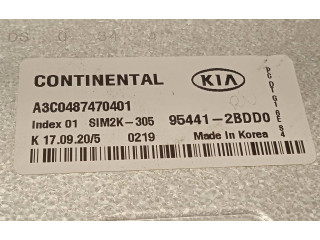 CONTINENTAL KIA
A3C0487470401
Index 01 SIM2K-305 95441-2BDD0
K 17.09.20/5 0219 Made in Korea